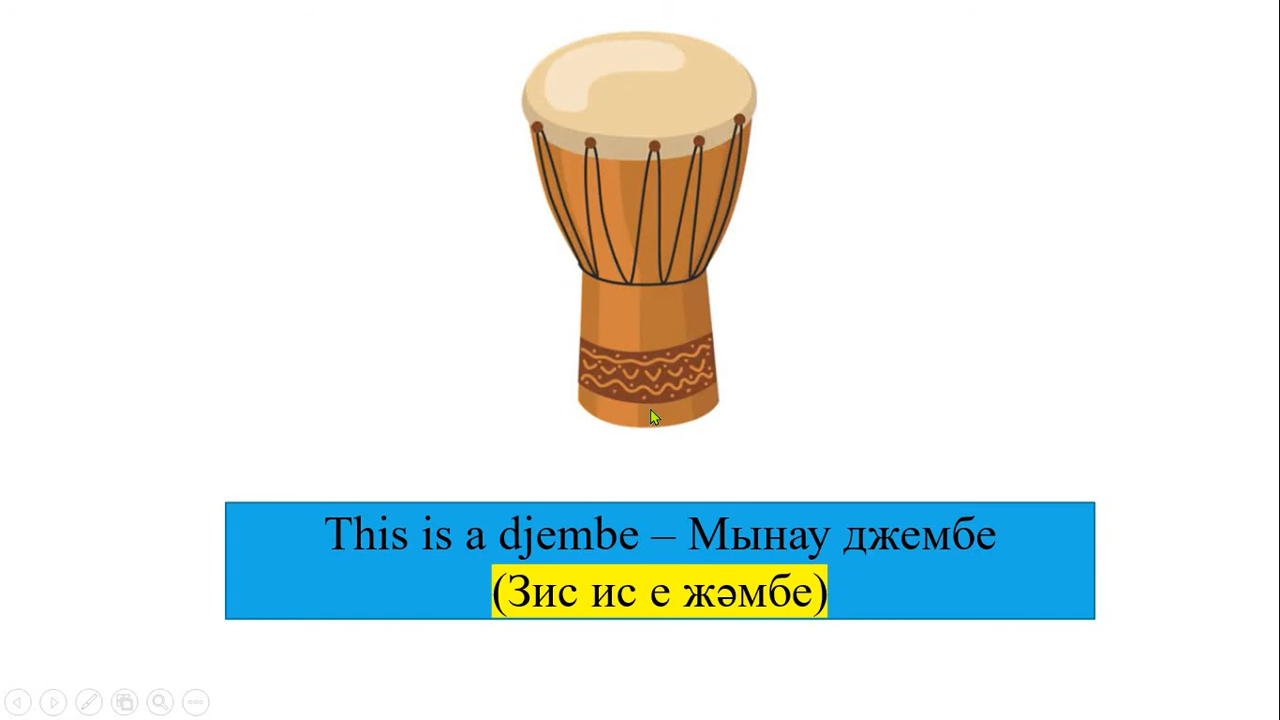 This is a djembe – Мынау джембе
(Зис ис е жәмбе)